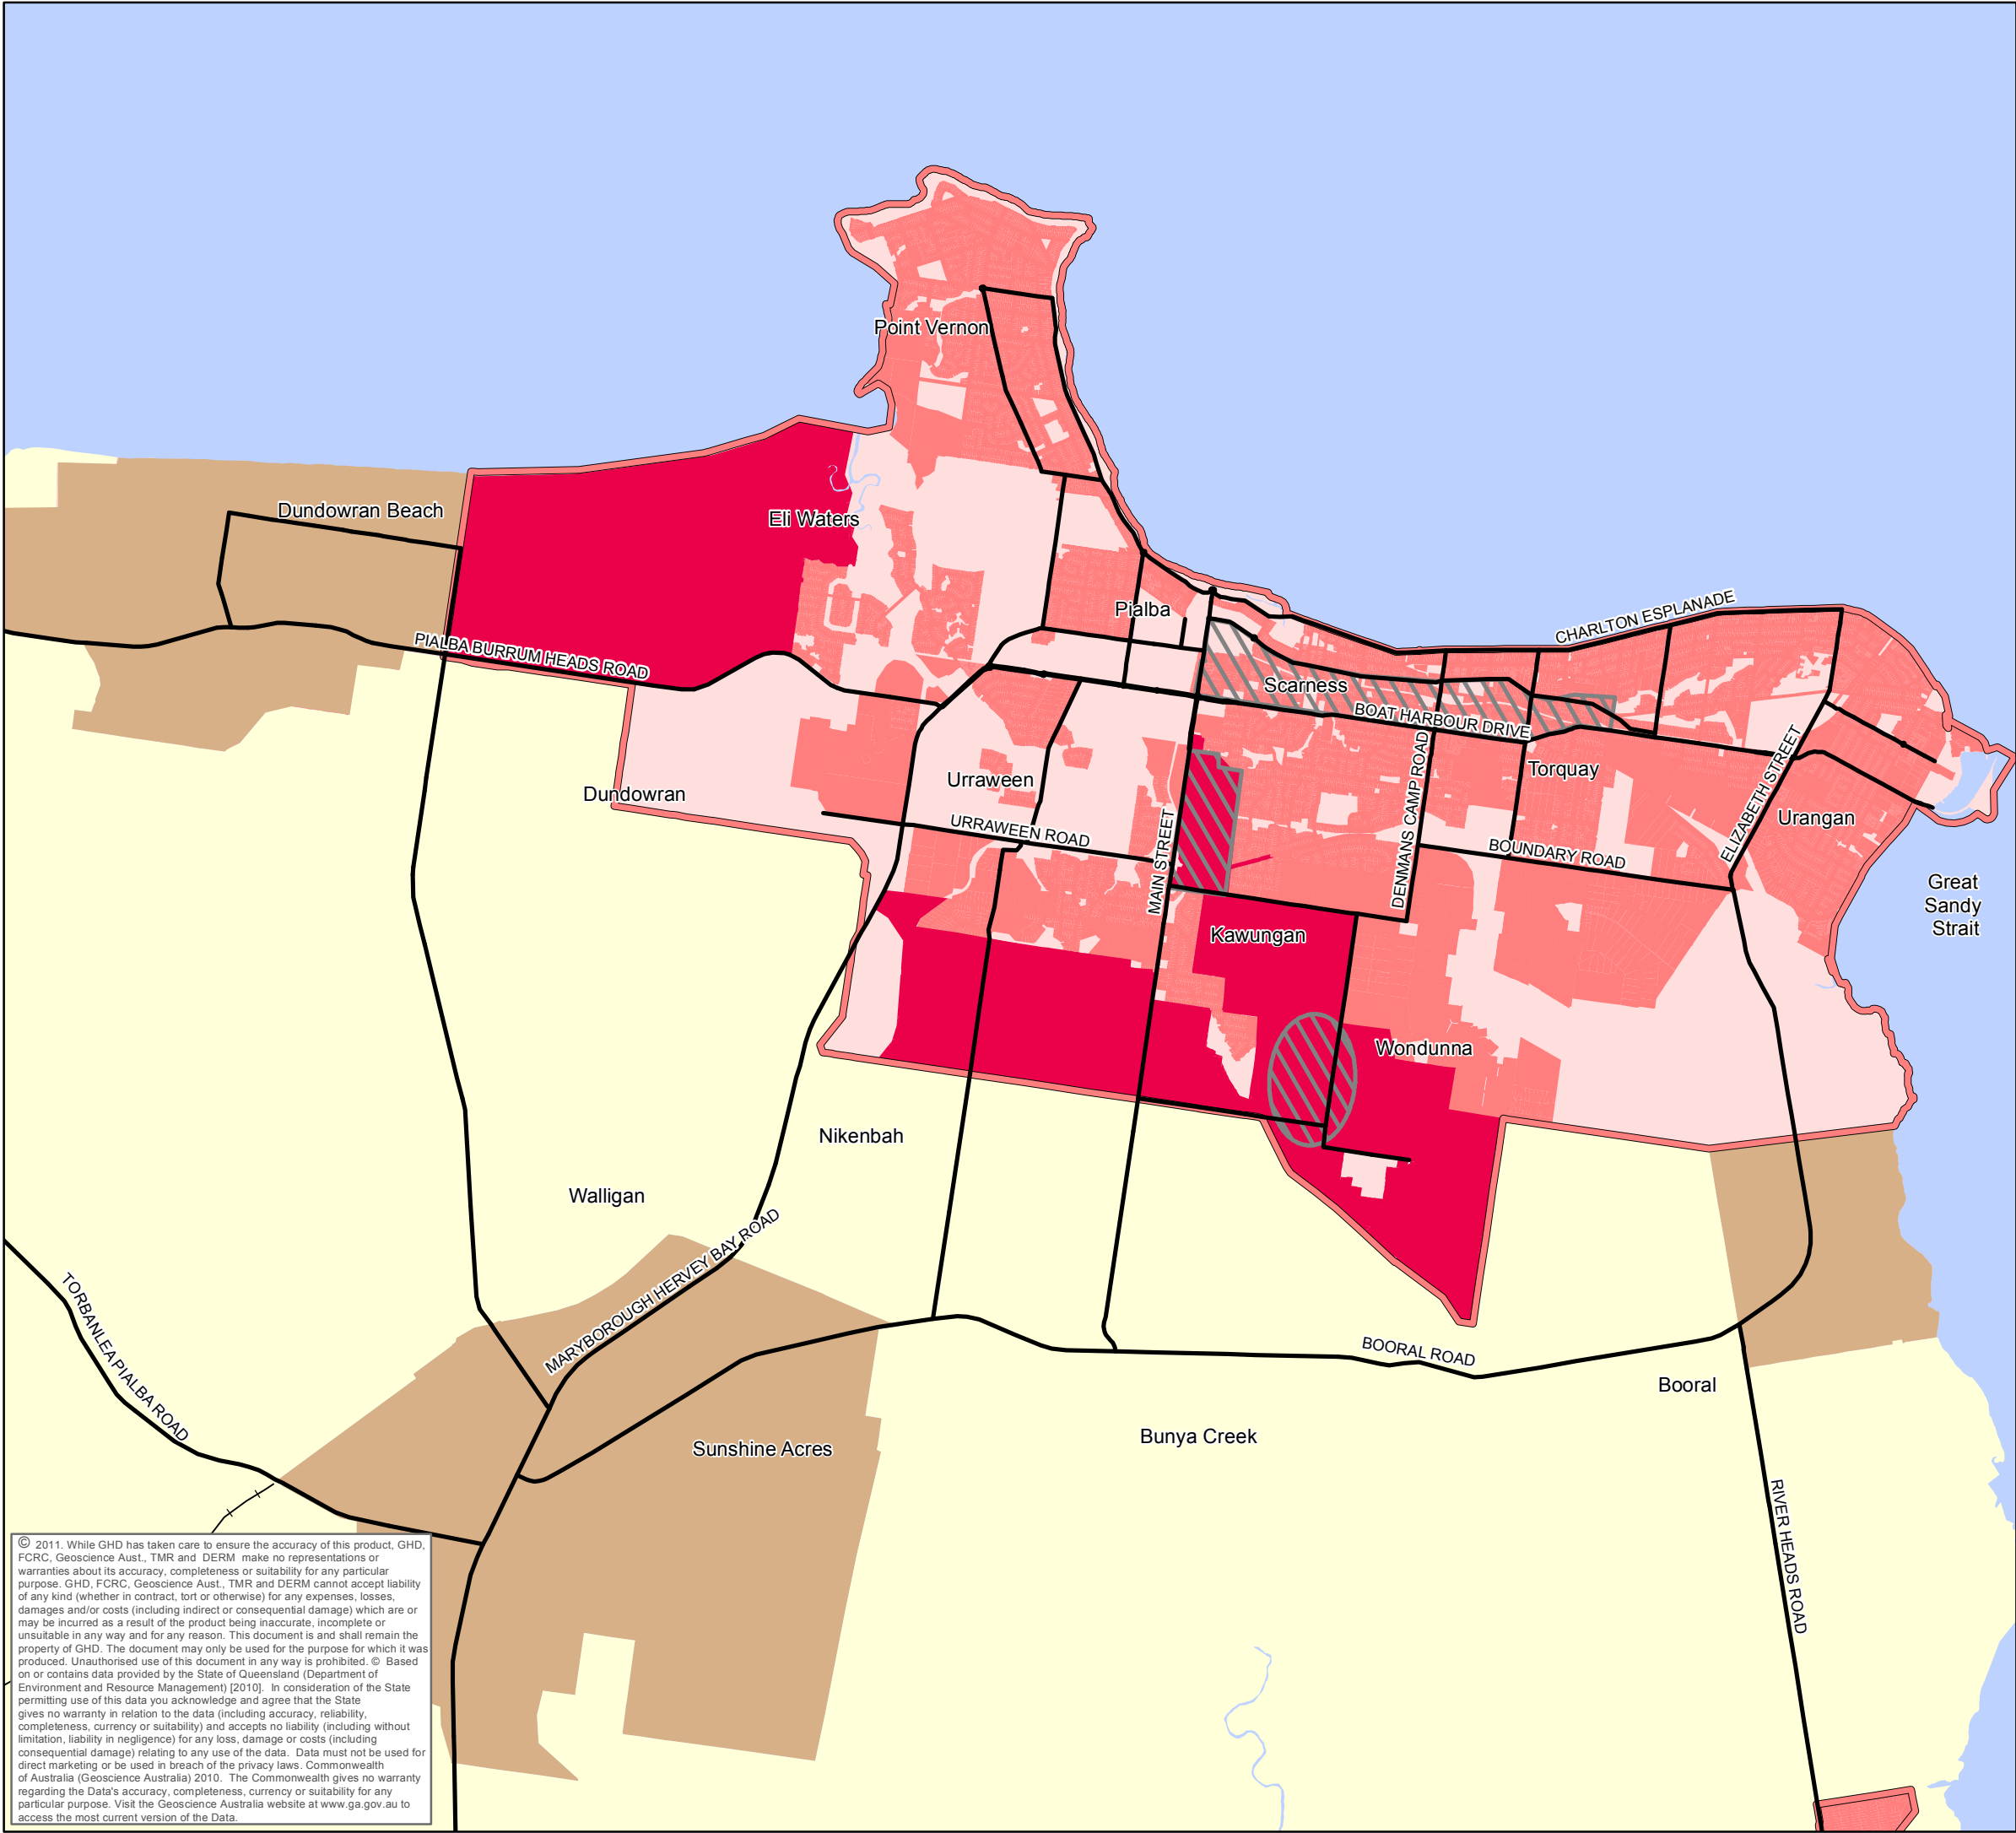 Point Vernon
Dundowran Beach
Eli Waters
Pialba
CHARLTON ESPLANADE
PIALBA BURRUM HEADS ROAD
Scarness
BOAT HARBOUR DRIVE
Dundowran
Urraween
Torquay
ELIZABETH STREET
Urangan
URRAWEEN ROAD
MAIN STREET
DENMANS CAMP ROAD
BOUNDARY ROAD
Great
Sandy
Strait
Kawungan
Wondunna
Nikenbah
Walligan
MARYBOROUGH HERVEY BAY ROAD
TORBANLEA PIALBA ROAD
BOORAL ROAD
Booral
Sunshine Acres
Bunya Creek
RIVER HEADS ROAD
© 2011. While GHD has taken care to ensure the accuracy of this product, GHD,
FCRC, Geoscience Aust., TMR and DERM make no representations or
warranties about its accuracy, completeness or suitability for any particular
purpose. GHD, FCRC, Geoscience Aust., TMR and DERM cannot accept liability
of any kind (whether in contract, tort or otherwise) for any expenses, losses,
damages and/or costs (including indirect or consequential damage) which are or
may be incurred as a result of the product being inaccurate, incomplete or
unsuitable in any way and for any reason. This document is and shall remain the
property of GHD. The document may only be used for the purpose for which it was
produced. Unauthorised use of this document in any way is prohibited. © Based
on or contains data provided by the State of Queensland (Department of
Environment and Resource Management) [2010]. In consideration of the State
permitting use of this data you acknowledge and agree that the State
gives no warranty in relation to the data (including accuracy, reliability,
completeness, currency or suitability) and accepts no liability (including without
limitation, liability in negligence) for any loss, damage or costs (including
consequential damage) relating to any use of the data. Data must not be used for
direct marketing or be used in breach of the privacy laws. Commonwealth
of Australia (Geoscience Australia) 2010. The Commonwealth gives no warranty
regarding the Data's accuracy, completeness, currency or suitability for any
particular purpose. Visit the Geoscience Australia website at www.ga.gov.au to
access the most current version of the Data.